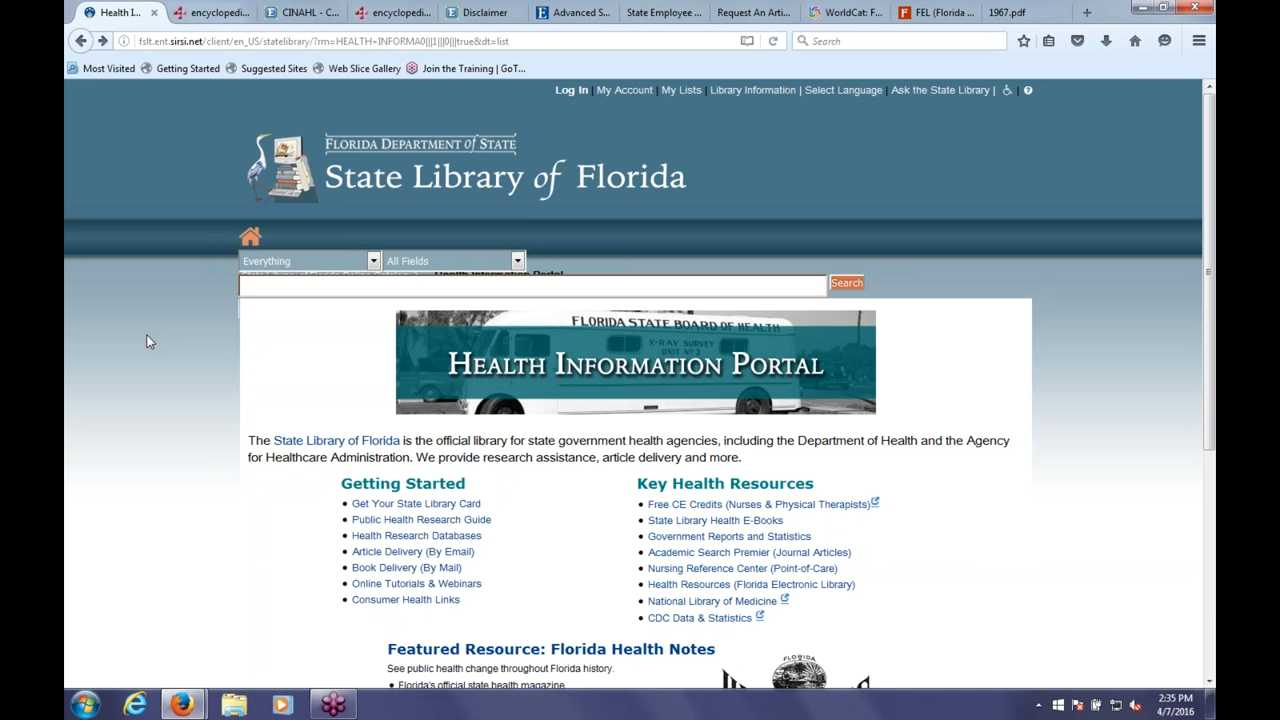 Health I...
encyclopedi...
CINAHL - C...
encyclopedi...
Disclaimer
Advanced S...
State Employee ...
Request An Arti...
WorldCat: F...
FEL (Florida ...
1967.pdf
fslt.ent.sirsi.net/client/en_US/statelibrary/?rm=HEALTH+INFORMA0|||1|||0|||true&dt=list
Search
Most Visited
Getting Started
Suggested Sites
Web Slice Gallery
Join the Training | GoT...
Log In | My Account | My Lists | Library Information | Select Language | Ask the State Library |
FLORIDA DEPARTMENT of STATE
State Library of Florida
Everything
All Fields
Health Information Portal
Search
FLORIDA STATE BOARD OF HEALTH
X-RAY SURVEY
UNIT Nº 2
HEALTH INFORMATION PORTAL
The State Library of Florida is the official library for state government health agencies, including the Department of Health and the Agency
for Healthcare Administration. We provide research assistance, article delivery and more.
Getting Started
• Get Your State Library Card
• Public Health Research Guide
• Health Research Databases
• Article Delivery (By Email)
• Book Delivery (By Mail)
• Online Tutorials & Webinars
• Consumer Health Links
Key Health Resources
• Free CE Credits (Nurses & Physical Therapists)
• State Library Health E-Books
• Government Reports and Statistics
• Academic Search Premier (Journal Articles)
• Nursing Reference Center (Point-of-Care)
• Health Resources (Florida Electronic Library)
• National Library of Medicine
• CDC Data & Statistics
Featured Resource: Florida Health Notes
See public health change throughout Florida history.
• Florida's official state health magazine
FLORIDA
2:35 PM
4/7/2016